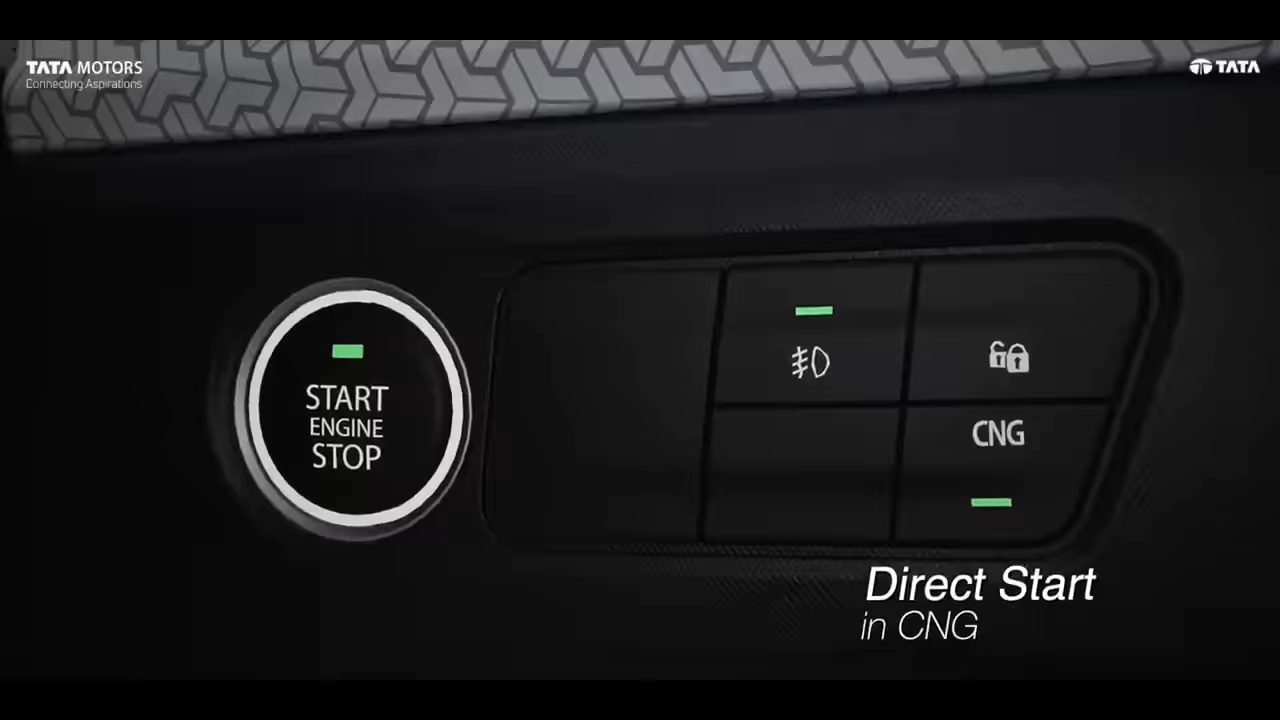 TATA MOTORS
Connecting Aspirations
TATA
START
ENGINE
STOP
CNG
Direct Start
in CNG